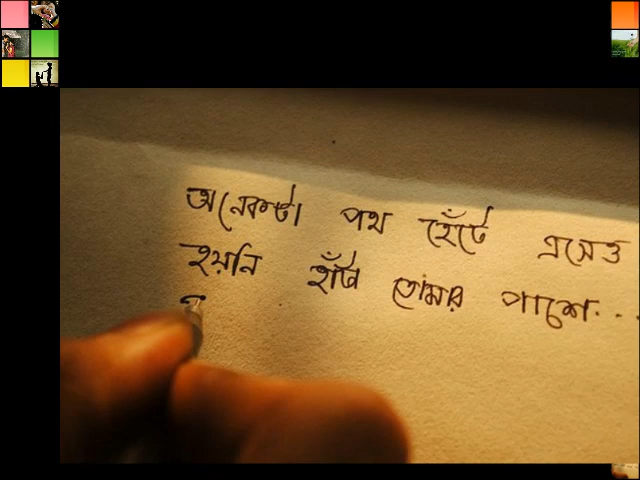 অনেকটা পথ হেঁটে এসেও
হয়নি হাঁটা তোমার পাশে...